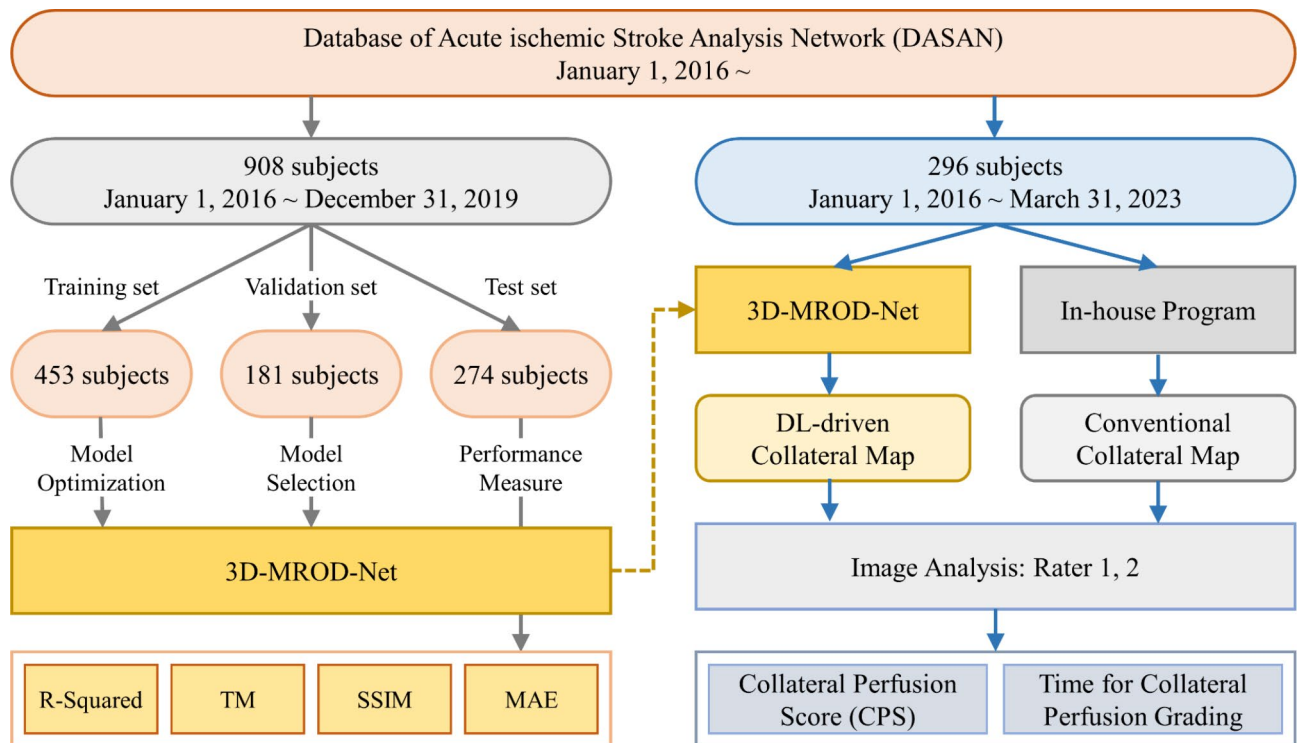 Database of Acute ischemic Stroke Analysis Network (DASAN)
January 1, 2016 ~
908 subjects
January 1, 2016 ~ December 31, 2019
Training set
Validation set
Test set
453 subjects
181 subjects
274 subjects
Model
Optimization
Model
Selection
Performance
Measure
3D-MROD-Net
R-Squared
TM
SSIM
MAE
296 subjects
January 1, 2016 ~ March 31, 2023
3D-MROD-Net
In-house Program
DL-driven
Collateral Map
Conventional
Collateral Map
Image Analysis: Rater 1, 2
Collateral Perfusion
Score (CPS)
Time for Collateral
Perfusion Grading